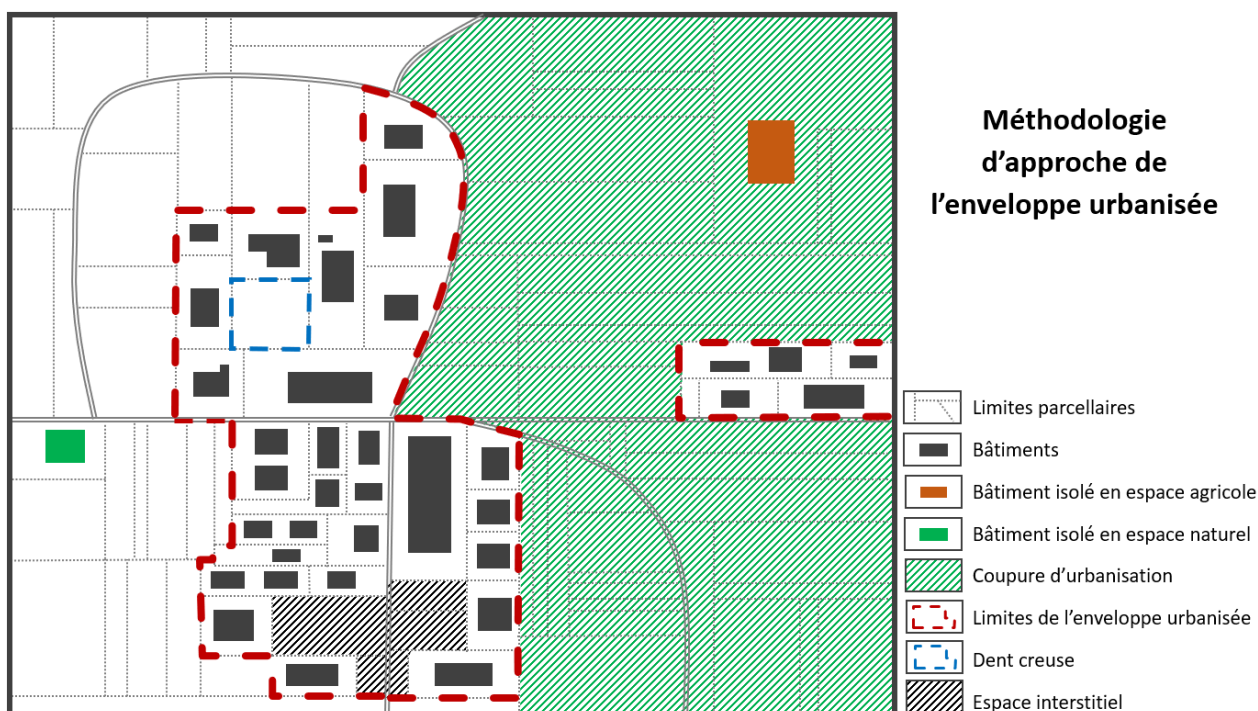 Méthodologie
d’approche de
l’enveloppe urbanisée
Limites parcellaires
Bâtiments
Bâtiment isolé en espace agricole
Bâtiment isolé en espace naturel
Coupure d’urbanisation
Limites de l’enveloppe urbanisée
Dent creuse
Espace interstitiel